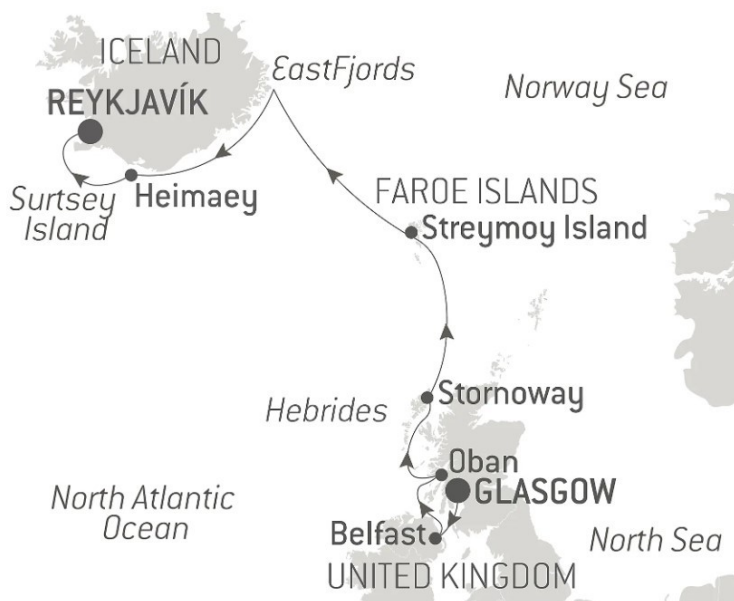 ICELAND
EastFjords
Norway Sea
REYKJAVÍK
Surtsey
Island
Heimaey
FAROE ISLANDS
Streymoy Island
Stornoway
Hebrides
Oban
GLASGOW
North Atlantic
Ocean
Belfast
North Sea
UNITED KINGDOM